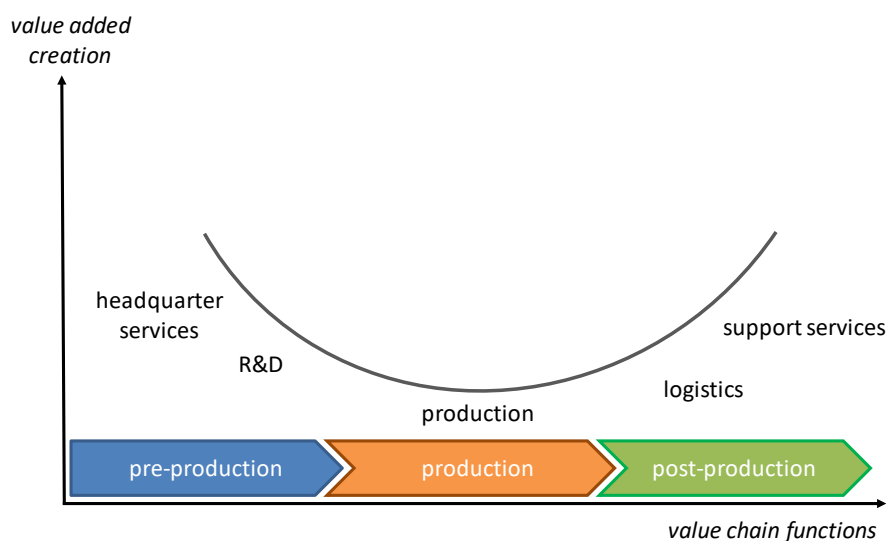 value added
creation
headquarter
services
R&D
production
logistics
support services
pre-production
production
post-production
value chain functions